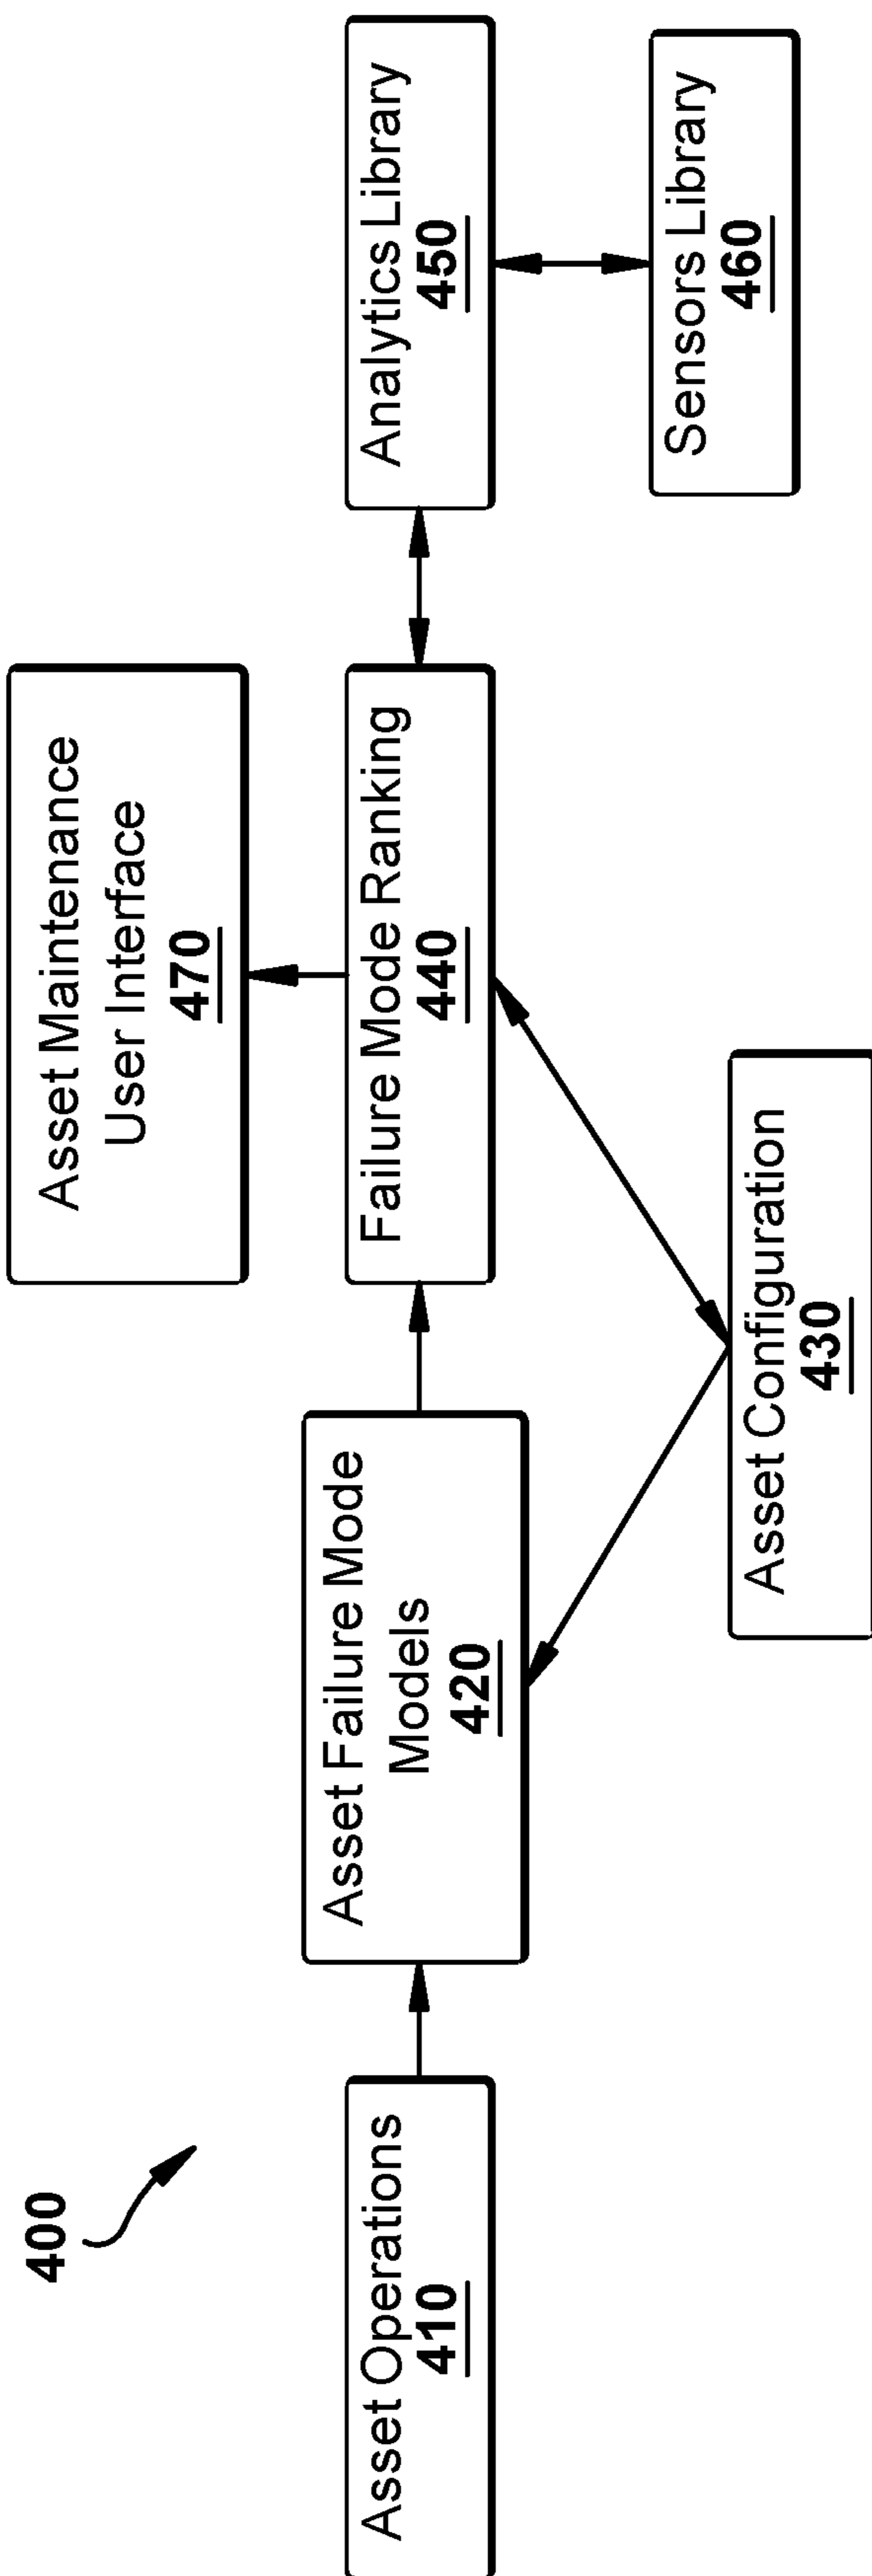 400
Asset Maintenance
User Interface
470
Asset Operations
410
Asset Failure Mode
Models
420
Failure Mode Ranking
440
Analytics Library
450
Asset Configuration
430
Sensors Library
460